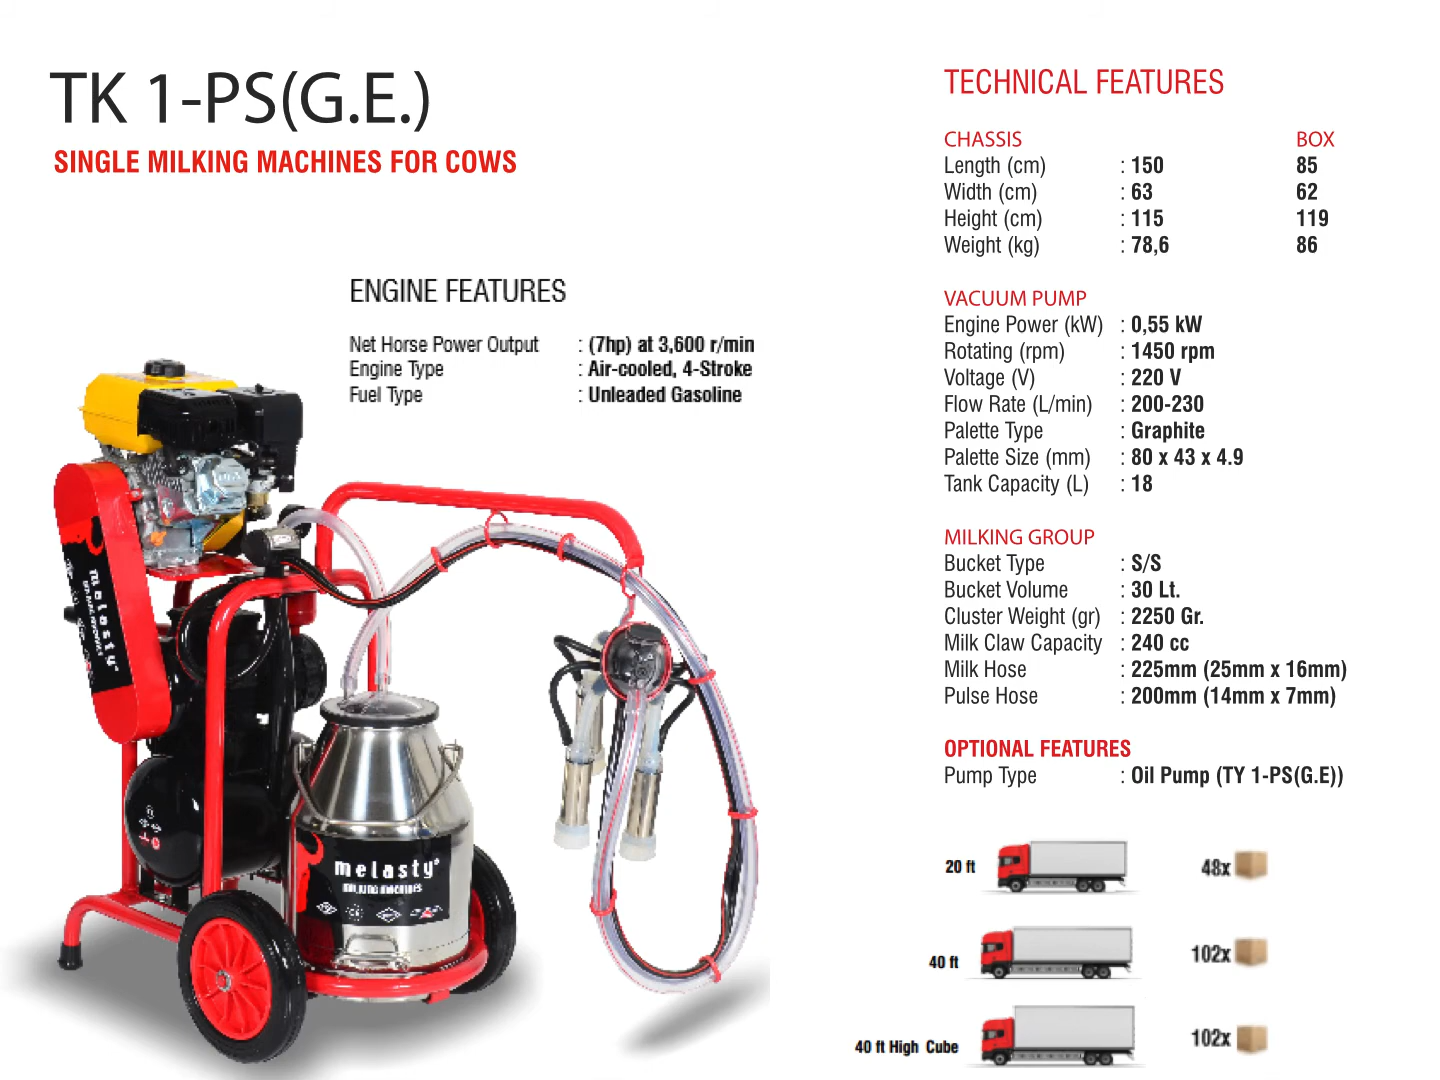 TK 1-PS(G.E.)
SINGLE MILKING MACHINES FOR COWS
ENGINE FEATURES
Net Horse Power Output : (7hp) at 3,600 r/min
Engine Type : Air-cooled, 4-Stroke
Fuel Type : Unleaded Gasoline
melasty
melasty®
MILKING MACHINES
TECHNICAL FEATURES
CHASSIS BOX
Length (cm) : 150 85
Width (cm) : 63 62
Height (cm) : 115 119
Weight (kg) : 78,6 86
VACUUM PUMP
Engine Power (kW) : 0,55 kW
Rotating (rpm) : 1450 rpm
Voltage (V) : 220 V
Flow Rate (L/min) : 200-230
Palette Type : Graphite
Palette Size (mm) : 80 x 43 x 4.9
Tank Capacity (L) : 18
MILKING GROUP
Bucket Type : S/S
Bucket Volume : 30 Lt.
Cluster Weight (gr) : 2250 Gr.
Milk Claw Capacity : 240 cc
Milk Hose : 225mm (25mm x 16mm)
Pulse Hose : 200mm (14mm x 7mm)
OPTIONAL FEATURES
Pump Type : Oil Pump (TY 1-PS(G.E))
20 ft 48x
40 ft 102x
40 ft High Cube 102x